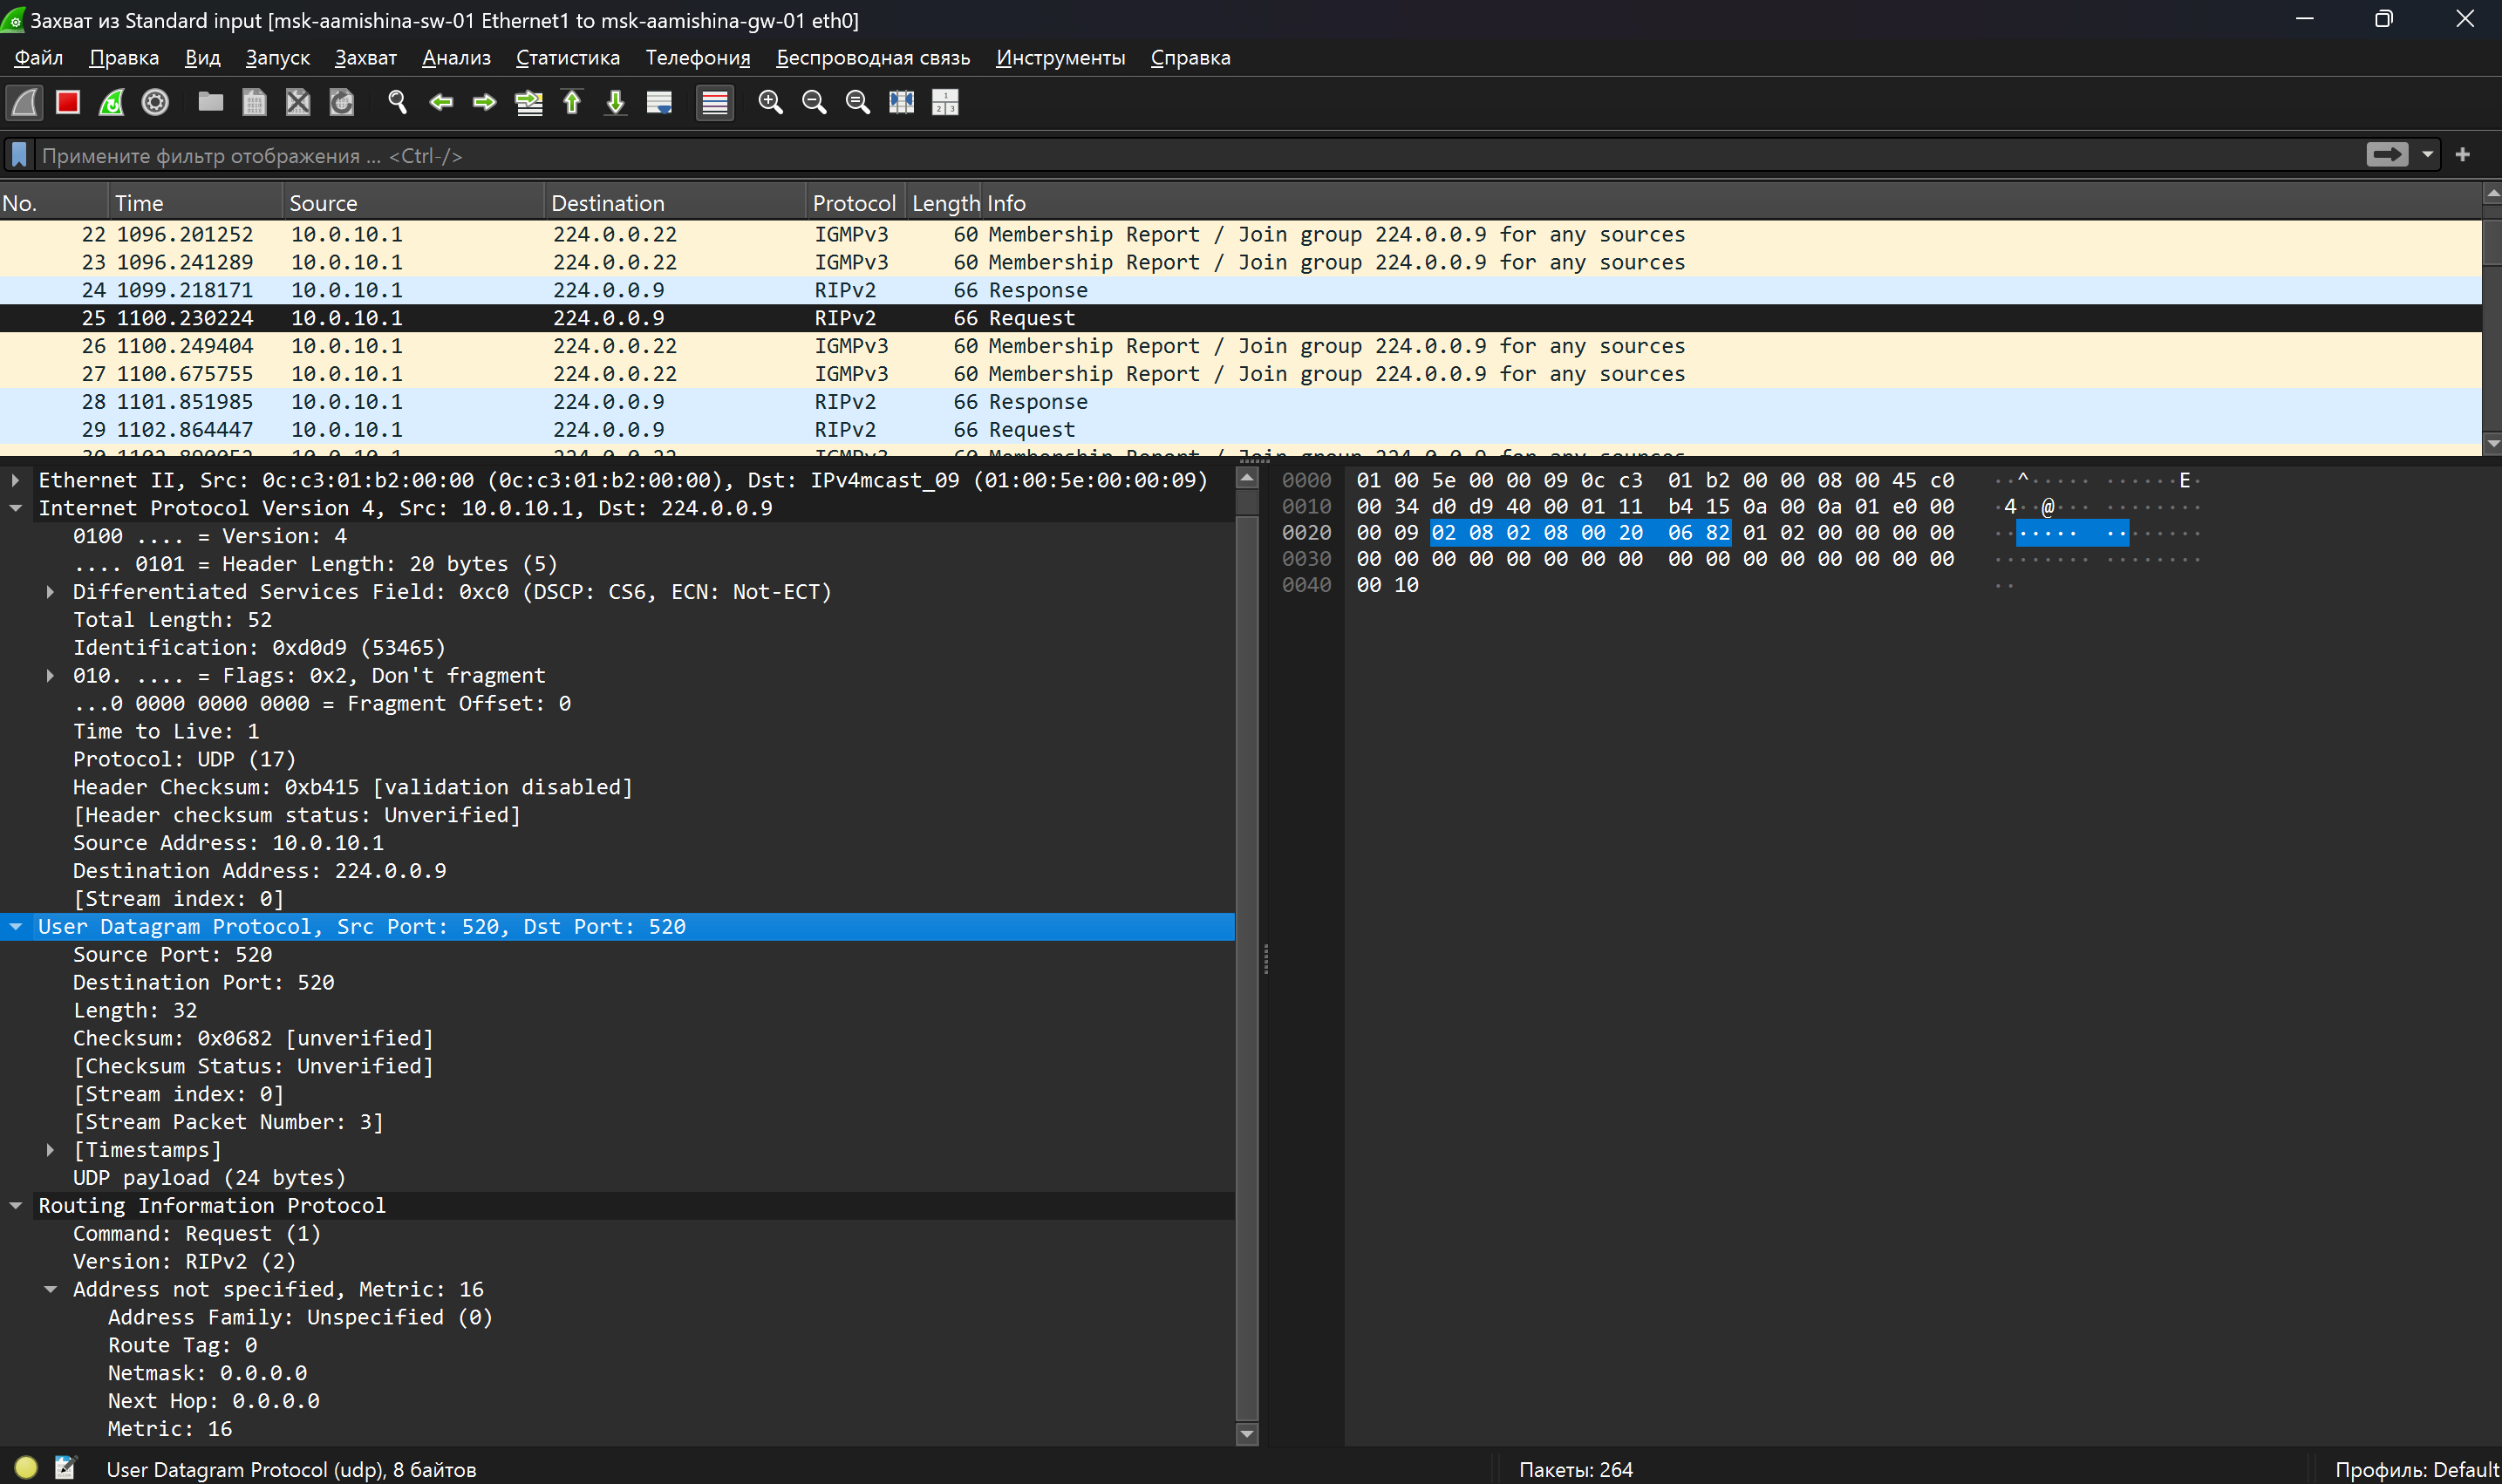 Захват из Standard input [msk-aamishina-sw-01 Ethernet1 to msk-aamishina-gw-01 eth0]
Файл Правка Вид Запуск Захват Анализ Статистика Телефония Беспроводная связь Инструменты Справка
Примените фильтр отображения ... <Ctrl-/>
No. Time Source Destination Protocol Length Info
22 1096.201252 10.0.10.1 224.0.0.22 IGMPv3 60 Membership Report / Join group 224.0.0.9 for any sources
23 1096.241289 10.0.10.1 224.0.0.22 IGMPv3 60 Membership Report / Join group 224.0.0.9 for any sources
24 1099.218171 10.0.10.1 224.0.0.9 RIPv2 66 Response
25 1100.230224 10.0.10.1 224.0.0.9 RIPv2 66 Request
26 1100.249404 10.0.10.1 224.0.0.22 IGMPv3 60 Membership Report / Join group 224.0.0.9 for any sources
27 1100.675755 10.0.10.1 224.0.0.22 IGMPv3 60 Membership Report / Join group 224.0.0.9 for any sources
28 1101.851985 10.0.10.1 224.0.0.9 RIPv2 66 Response
29 1102.864447 10.0.10.1 224.0.0.9 RIPv2 66 Request
Ethernet II, Src: 0c:c3:01:b2:00:00 (0c:c3:01:b2:00:00), Dst: IPv4mcast_09 (01:00:5e:00:00:09)
Internet Protocol Version 4, Src: 10.0.10.1, Dst: 224.0.0.9
0100 .... = Version: 4
.... 0101 = Header Length: 20 bytes (5)
Differentiated Services Field: 0xc0 (DSCP: CS6, ECN: Not-ECT)
Total Length: 52
Identification: 0xd0d9 (53465)
010. .... = Flags: 0x2, Don't fragment
...0 0000 0000 0000 = Fragment Offset: 0
Time to Live: 1
Protocol: UDP (17)
Header Checksum: 0xb415 [validation disabled]
[Header checksum status: Unverified]
Source Address: 10.0.10.1
Destination Address: 224.0.0.9
[Stream index: 0]
User Datagram Protocol, Src Port: 520, Dst Port: 520
Source Port: 520
Destination Port: 520
Length: 32
Checksum: 0x0682 [unverified]
[Checksum Status: Unverified]
[Stream index: 0]
[Stream Packet Number: 3]
[Timestamps]
UDP payload (24 bytes)
Routing Information Protocol
Command: Request (1)
Version: RIPv2 (2)
Address not specified, Metric: 16
Address Family: Unspecified (0)
Route Tag: 0
Netmask: 0.0.0.0
Next Hop: 0.0.0.0
Metric: 16
0000 01 00 5e 00 00 09 0c c3 01 b2 00 00 08 00 45 c0 ··^····· ······E·
0010 00 34 d0 d9 40 00 01 11 b4 15 0a 00 0a 01 e0 00 ·4··@··· ········
0020 00 09 02 08 02 08 00 20 06 82 01 02 00 00 00 00 ······· ········
0030 00 00 00 00 00 00 00 00 00 00 00 00 00 00 00 00 ········ ········
0040 00 10 ··
User Datagram Protocol (udp), 8 байтов
Пакеты: 264
Профиль: Default